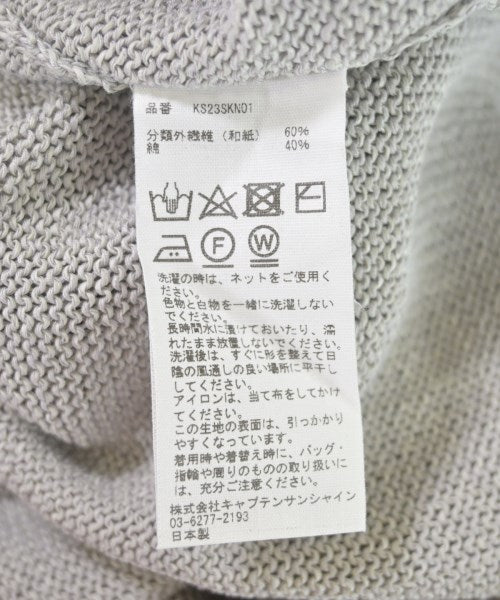 品番 KS23SKN01
分類外繊維（和紙） 60%
綿 40%
F W
洗濯の時は、ネットをご使用く
ださい。
色物と白物を一緒に洗濯しない
でください。
長時間水に漬けておいたり、濡
れたまま放置しないでください。
洗濯後は、すぐに形を整えて日
陰の風通しの良い場所に平干し
してください。
アイロンは、当て布をしてかけ
てください。
この生地の表面は、引っかかり
やすくなっています。
着用時や着替え時に、バッグ・
指輪や周りのものの取り扱いに
は、充分ご注意ください。
株式会社キャプテンサンシャイン
03-6277-2193
日本製